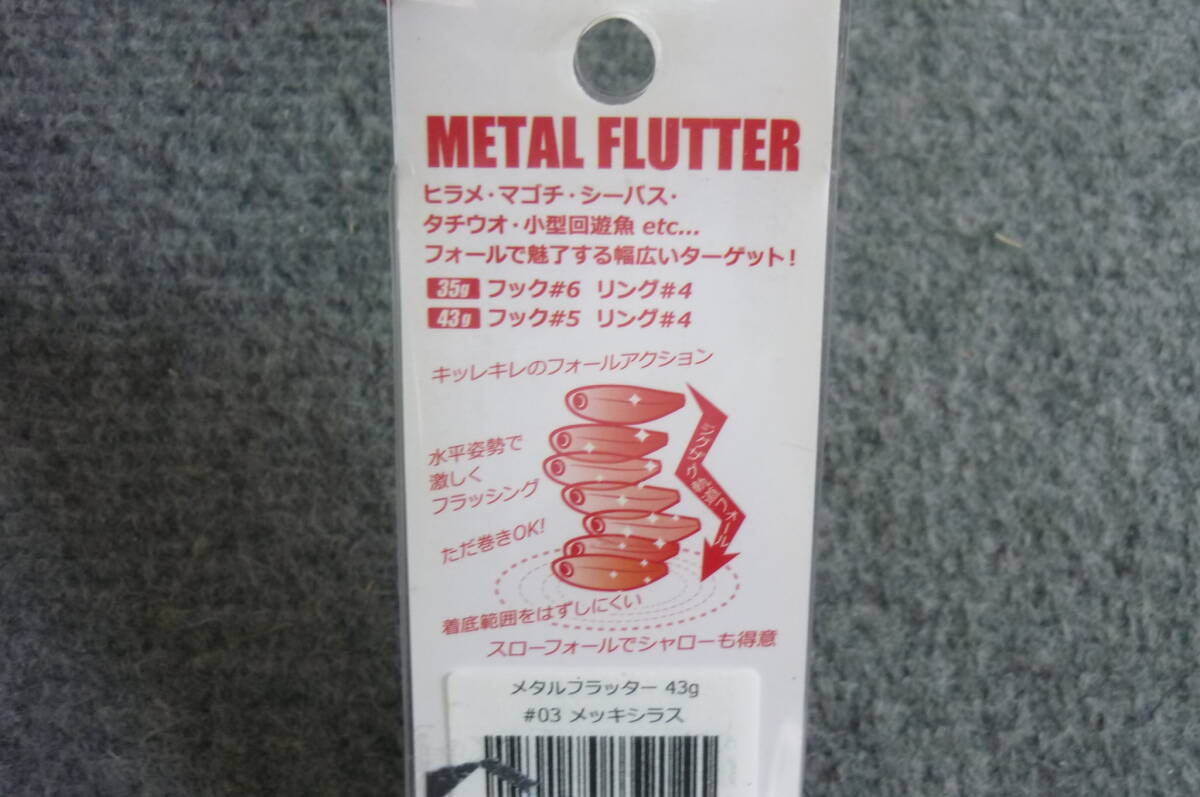 METAL FLUTTER
ヒラメ・マゴチ・シーバス・
タチウオ・小型回遊魚 etc...
フォールで魅了する幅広いターゲット!
35g フック#6 リング#4
43g フック#5 リング#4
キッレキレのフォールアクション
水平姿勢で
激しく
フラッシング
ただ巻きOK!
着底範囲をはずしにくい
スローフォールでシャローも得意
メタルフラッター 43g
#03 メッキシラス